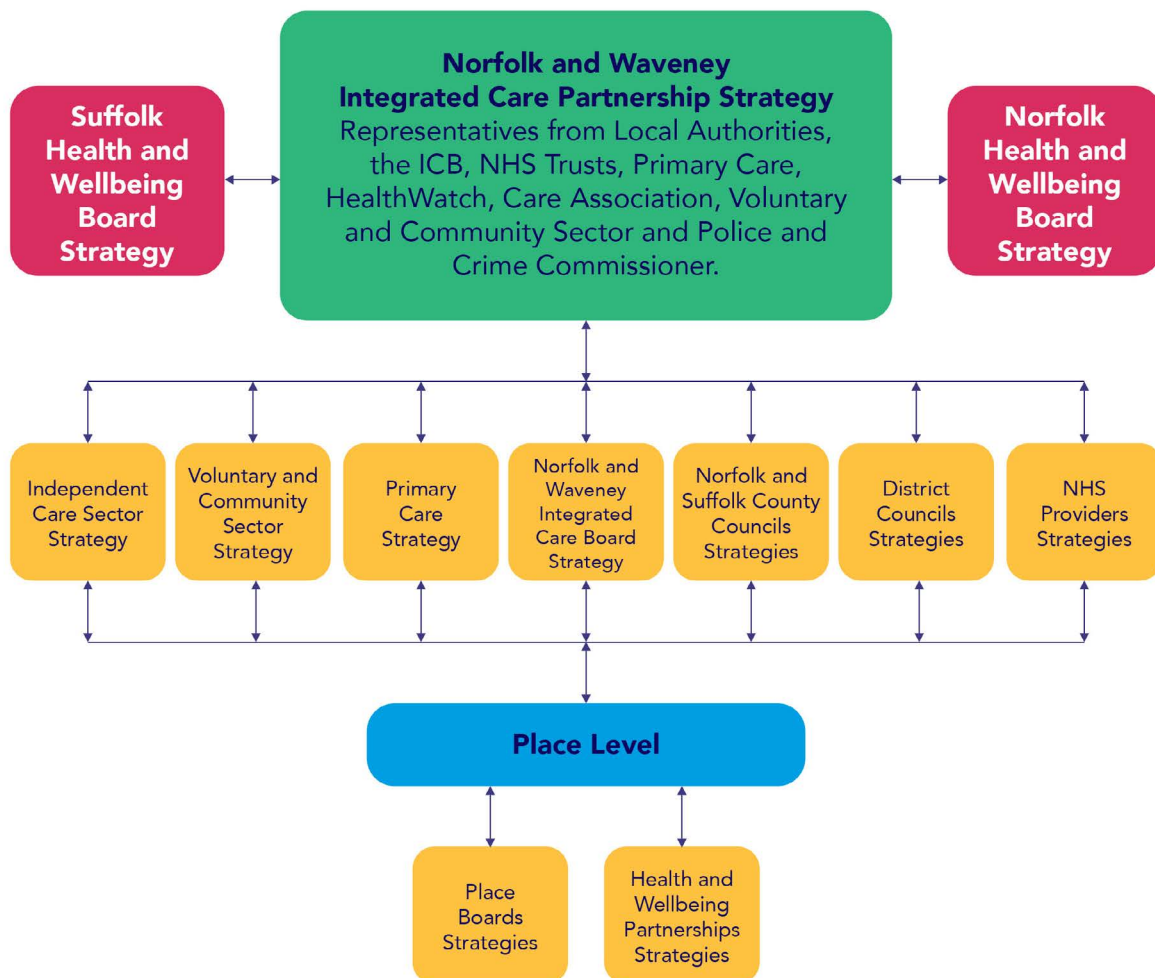 Norfolk and Waveney
Integrated Care Partnership Strategy
Representatives from Local Authorities,
the ICB, NHS Trusts, Primary Care,
HealthWatch, Care Association, Voluntary
and Community Sector and Police and
Crime Commissioner.
Suffolk
Health and
Wellbeing
Board
Strategy
Norfolk
Health and
Wellbeing
Board
Strategy
Independent
Care Sector
Strategy
Voluntary and
Community
Sector
Strategy
Primary
Care
Strategy
Norfolk and
Waveney
Integrated
Care Board
Strategy
Norfolk and
Suffolk County
Councils
Strategies
District
Councils
Strategies
NHS
Providers
Strategies
Place Level
Place
Boards
Strategies
Health and
Wellbeing
Partnerships
Strategies